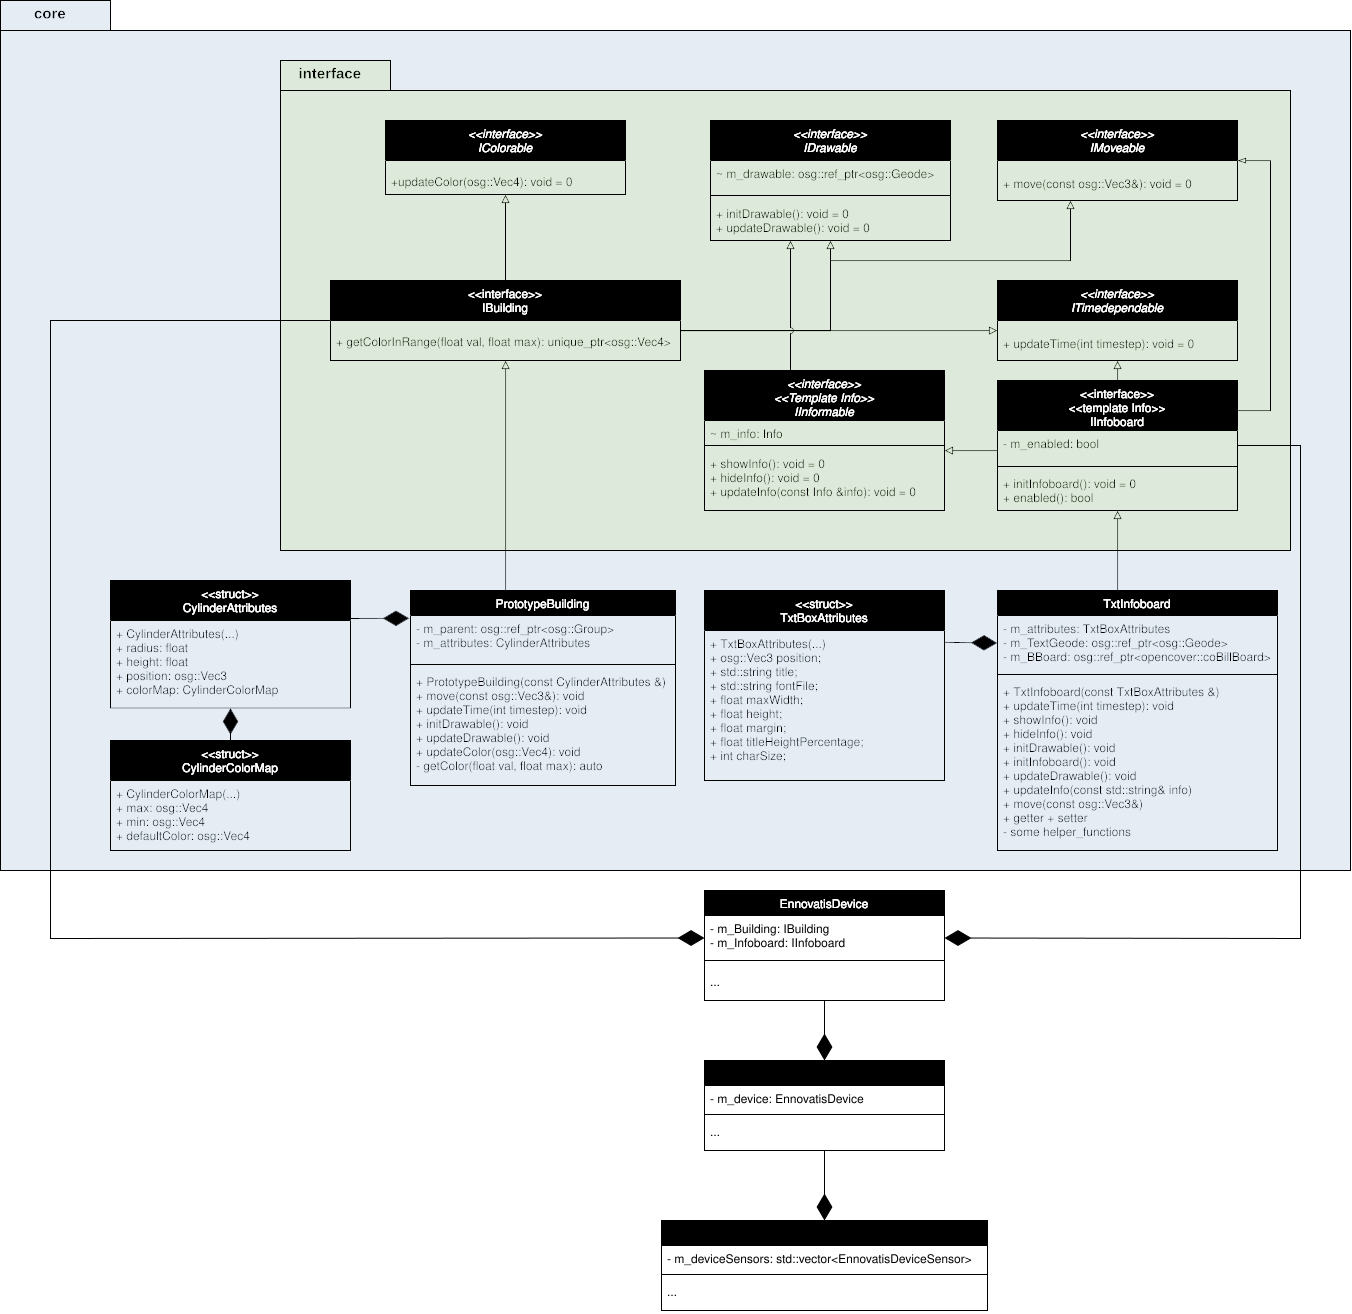 core
interface
<<interface>>
IColorable
+updateColor(osg::Vec4): void = 0
<<interface>>
IDrawable
~ m_drawable: osg::ref_ptr<osg::Geode>
+ initDrawable(): void = 0
+ updateDrawable(): void = 0
<<interface>>
IMoveable
+ move(const osg::Vec3&): void = 0
<<interface>>
IBuilding
+ getColorInRange(float val, float max): unique_ptr<osg::Vec4>
<<interface>>
ITimedependable
+ updateTime(int timestep): void = 0
<<interface>>
<<Template Info>>
IInformable
~ m_info: Info
+ showInfo(): void = 0
+ hideInfo(): void = 0
+ updateInfo(const Info &info): void = 0
<<interface>>
<<template Info>>
IInfoboard
- m_enabled: bool
+ initInfoboard(): void = 0
+ enabled(): bool
<<struct>>
CylinderAttributes
+ CylinderAttributes(...)
+ radius: float
+ height: float
+ position: osg::Vec3
+ colorMap: CylinderColorMap
<<struct>>
CylinderColorMap
+ CylinderColorMap(...)
+ max: osg::Vec4
+ min: osg::Vec4
+ defaultColor: osg::Vec4
PrototypeBuilding
- m_parent: osg::ref_ptr<osg::Group>
- m_attributes: CylinderAttributes
+ PrototypeBuilding(const CylinderAttributes &)
+ move(const osg::Vec3&): void
+ updateTime(int timestep): void
+ initDrawable(): void
+ updateDrawable(): void
+ updateColor(osg::Vec4): void
- getColor(float val, float max): auto
<<struct>>
TxtBoxAttributes
+ TxtBoxAttributes(...)
+ osg::Vec3 position;
+ std::string title;
+ std::string fontFile;
+ float maxWidth;
+ float height;
+ float margin;
+ float titleHeightPercentage;
+ int charSize;
TxtInfoboard
- m_attributes: TxtBoxAttributes
- m_TextGeode: osg::ref_ptr<osg::Geode>
- m_BBoard: osg::ref_ptr<opencover::coBillBoard>
+ TxtInfoboard(const TxtBoxAttributes &)
+ updateTime(int timestep): void
+ showInfo(): void
+ hideInfo(): void
+ initDrawable(): void
+ initInfoboard(): void
+ updateDrawable(): void
+ updateInfo(const std::string& info)
+ move(const osg::Vec3&)
+ getter + setter
- some helper_functions
EnnovatisDevice
- m_Building: IBuilding
- m_Infoboard: IInfoboard
...
- m_device: EnnovatisDevice
...
- m_deviceSensors: std::vector<EnnovatisDeviceSensor>
...